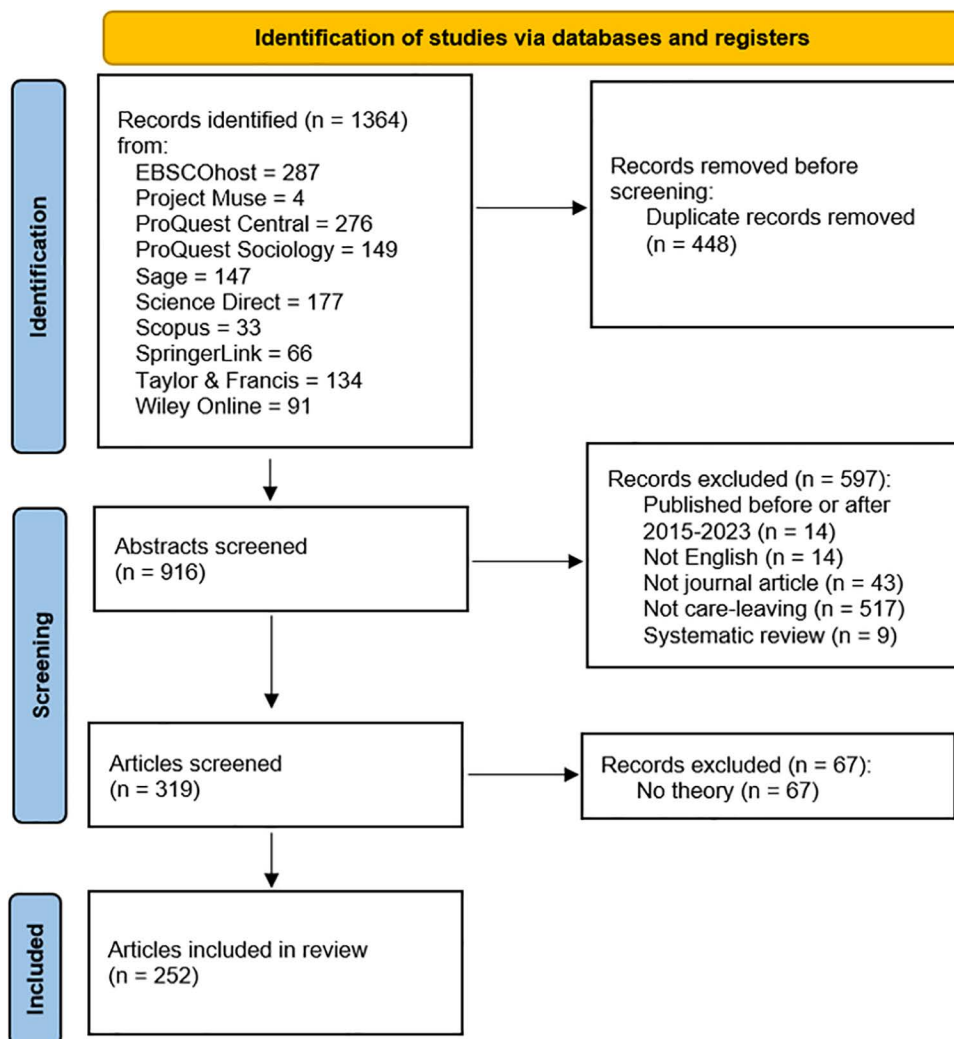 Identification of studies via databases and registers
Identification
Records identified (n = 1364)
from:
EBSCOhost = 287
Project Muse = 4
ProQuest Central = 276
ProQuest Sociology = 149
Sage = 147
Science Direct = 177
Scopus = 33
SpringerLink = 66
Taylor & Francis = 134
Wiley Online = 91
Records removed before
screening:
Duplicate records removed
(n = 448)
Screening
Abstracts screened
(n = 916)
Records excluded (n = 597):
Published before or after
2015-2023 (n = 14)
Not English (n = 14)
Not journal article (n = 43)
Not care-leaving (n = 517)
Systematic review (n = 9)
Articles screened
(n = 319)
Records excluded (n = 67):
No theory (n = 67)
Included
Articles included in review
(n = 252)